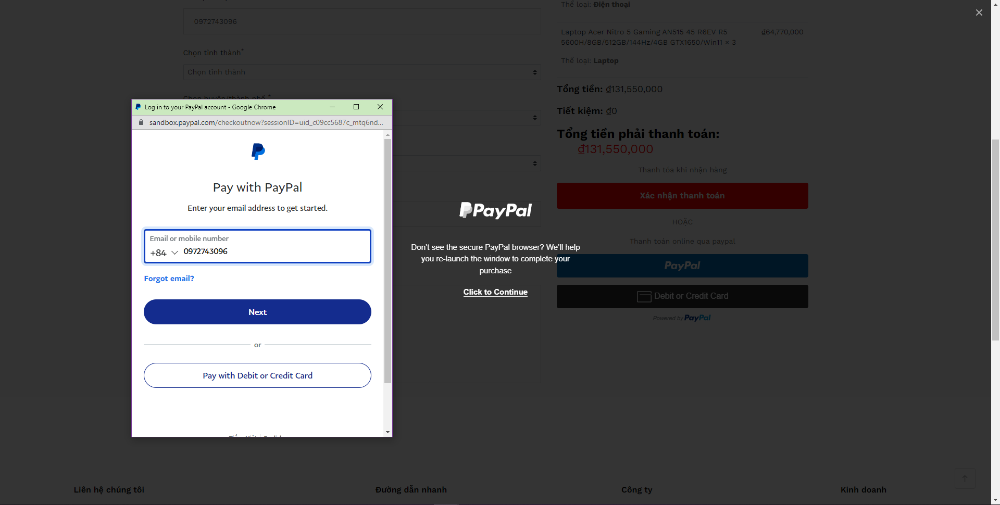 0972743096
Chọn tỉnh thành*
Chọn tỉnh thành
Chọn huyện/thành phố *
Thể loại: Điện thoại
Laptop Acer Nitro 5 Gaming AN515 45 R6EV R5
5600H/8GB/512GB/144Hz/4GB GTX1650/Win11 × 3
₫64,770,000
Thể loại: Laptop
Tổng tiền: ₫131,550,000
Tiết kiệm: ₫0
Tổng tiền phải thanh toán:
₫131,550,000
Thanh tóa khi nhận hàng
Xác nhận thanh toán
HOẶC
Thanh toán online qua paypal
PayPal
Debit or Credit Card
Powered by PayPal
Log in to your PayPal account - Google Chrome
sandbox.paypal.com/checkoutnow?sessionID=uid_c09cc5687c_mtq6nd...
Pay with PayPal
Enter your email address to get started.
Email or mobile number
+84 0972743096
Forgot email?
Next
or
Pay with Debit or Credit Card
Tiếng Việt | English
PayPal
Don't see the secure PayPal browser? We'll help
you re-launch the window to complete your
purchase
Click to Continue
Liên hệ chúng tôi
Đường dẫn nhanh
Công ty
Kinh doanh